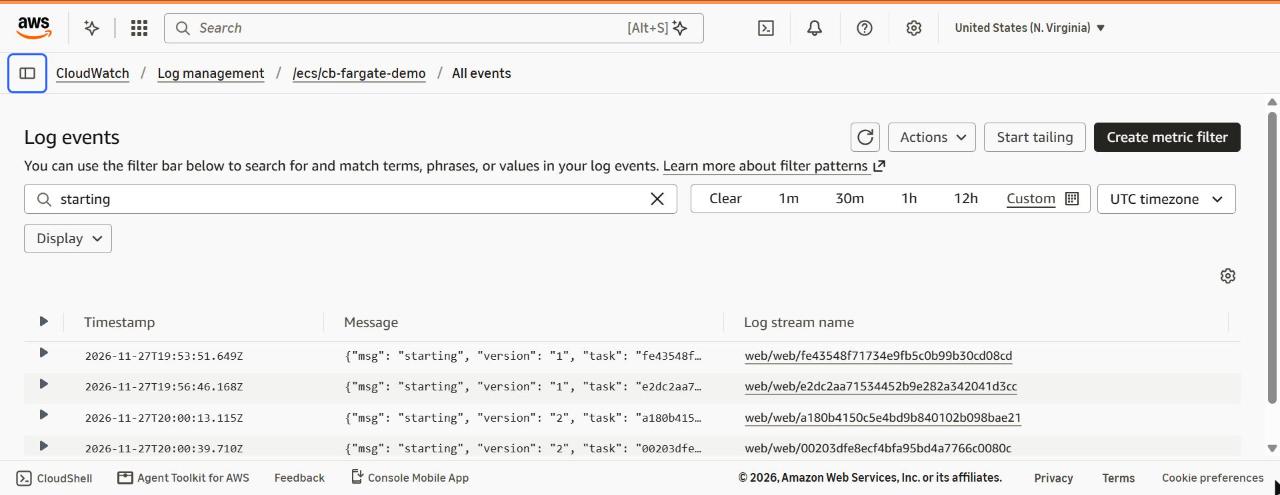 aws
Search [Alt+S]
United States (N. Virginia)
CloudWatch / Log management / /ecs/cb-fargate-demo / All events
Log events
Actions
Start tailing
Create metric filter
You can use the filter bar below to search for and match terms, phrases, or values in your log events. Learn more about filter patterns
starting
Clear 1m 30m 1h 12h Custom
UTC timezone
Display
Timestamp Message Log stream name
2026-11-27T19:53:51.649Z {"msg": "starting", "version": "1", "task": "fe43548f… web/web/fe43548f71734e9fb5c0b99b30cd08cd
2026-11-27T19:56:46.168Z {"msg": "starting", "version": "1", "task": "e2dc2aa7… web/web/e2dc2aa71534452b9e282a342041d3cc
2026-11-27T20:00:13.115Z {"msg": "starting", "version": "2", "task": "a180b415… web/web/a180b4150c5e4bd9b840102b098bae21
2026-11-27T20:00:39.710Z {"msg": "starting", "version": "2", "task": "00203dfe… web/web/00203dfe8ecf4bfa95bd4a7766c0080c
CloudShell Agent Toolkit for AWS Feedback Console Mobile App © 2026, Amazon Web Services, Inc. or its affiliates. Privacy Terms Cookie preferences